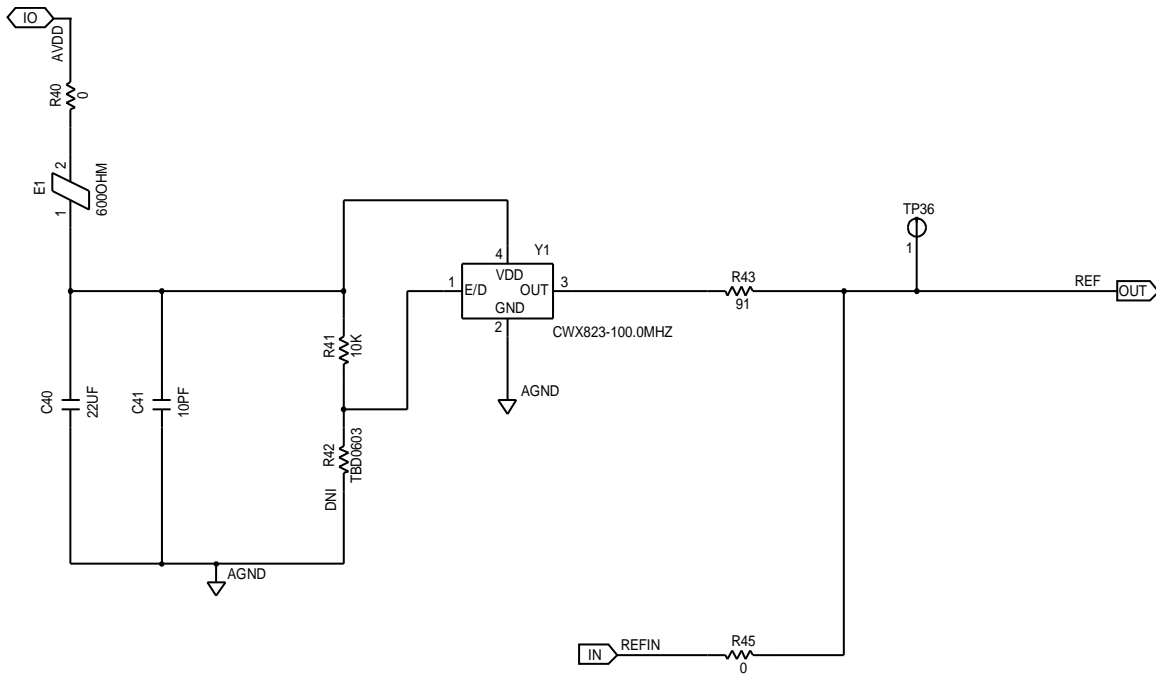 IO
AVDD
R40
0
2
E1
600OHM
1
TP36
1
4
Y1
VDD
1
E/D
OUT
3
GND
2
CWX823-100.0MHZ
R43
91
REF
OUT
R41
10K
AGND
C40
22UF
C41
10PF
R42
TBD0603
DNI
AGND
IN
REFIN
R45
0